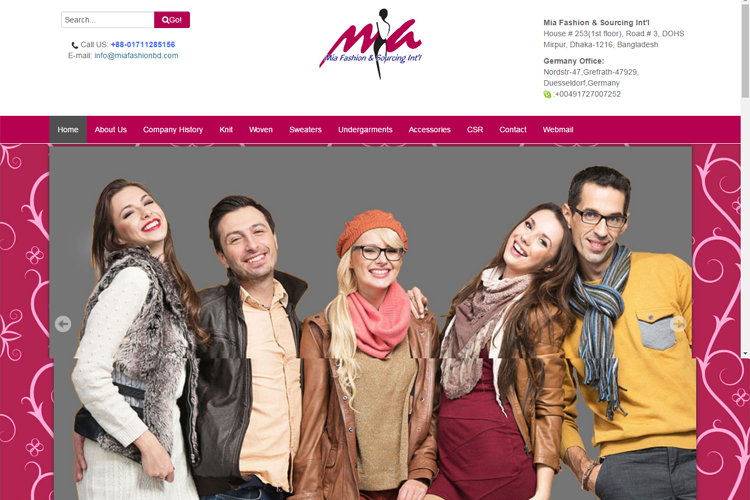 Search...
Go!
Call US: +88-01711285156
E-mail: info@miafashionbd.com
mia
Mia Fashion & Sourcing Int'l
Mia Fashion & Sourcing Int'l
House # 253(1st floor), Road # 3, DOHS
Mirpur, Dhaka-1216, Bangladesh
Germany Office:
Nordstr-47,Grefrath-47929,
Duesseldorf,Germany
:+00491727007252
Home About Us Company History Knit Woven Sweaters Undergarments Accessories CSR Contact Webmail